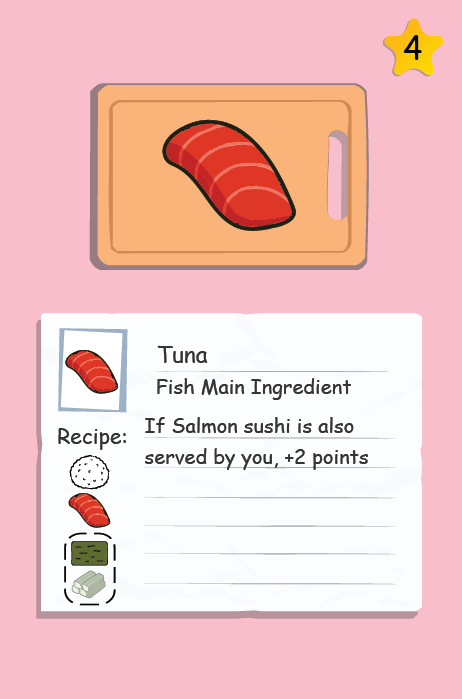 4
Tuna
Fish Main Ingredient
If Salmon sushi is also
served by you, +2 points
Recipe: